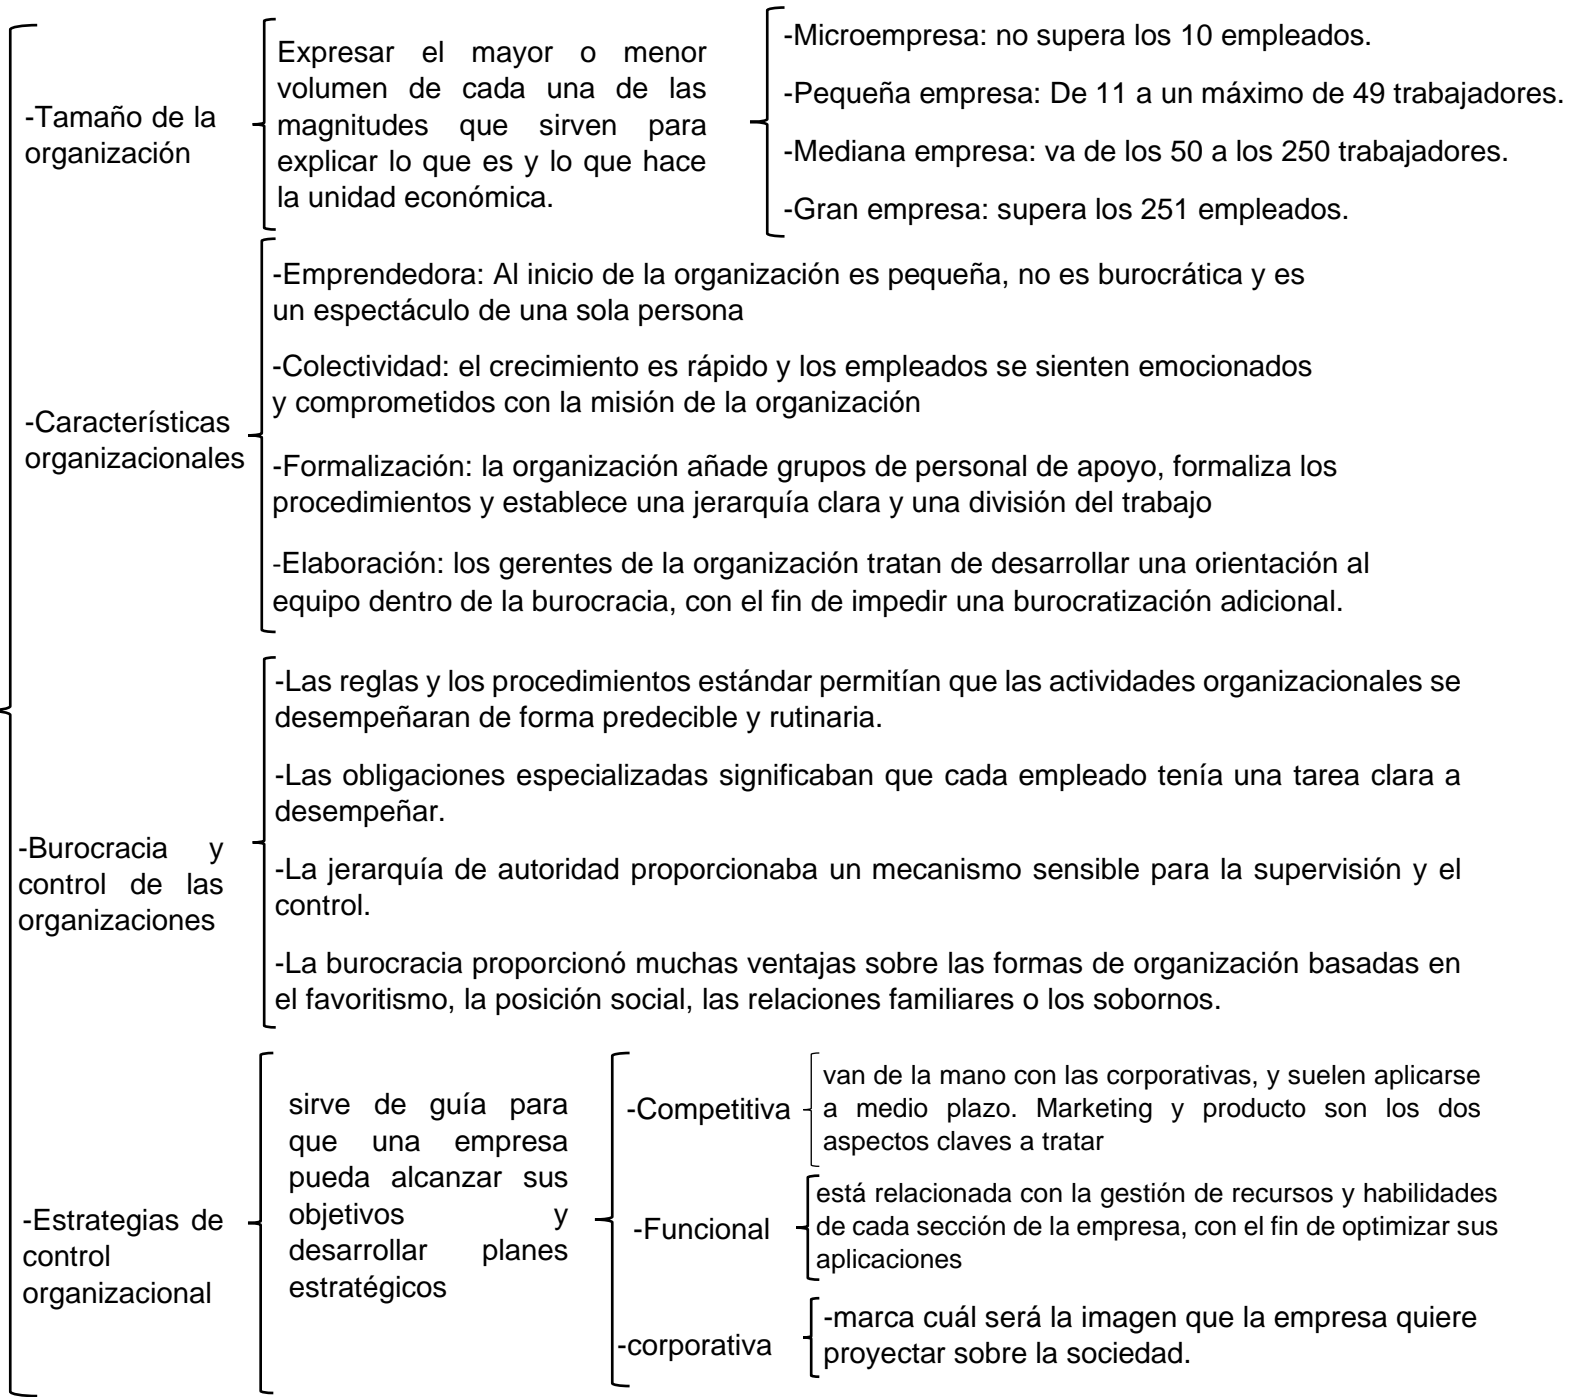 -Tamaño de la
organización
Expresar el mayor o menor
volumen de cada una de las
magnitudes que sirven para
explicar lo que es y lo que hace
la unidad económica.
-Microempresa: no supera los 10 empleados.
-Pequeña empresa: De 11 a un máximo de 49 trabajadores.
-Mediana empresa: va de los 50 a los 250 trabajadores.
-Gran empresa: supera los 251 empleados.
-Características
organizacionales
-Emprendedora: Al inicio de la organización es pequeña, no es burocrática y es
un espectáculo de una sola persona
-Colectividad: el crecimiento es rápido y los empleados se sienten emocionados
y comprometidos con la misión de la organización
-Formalización: la organización añade grupos de personal de apoyo, formaliza los
procedimientos y establece una jerarquía clara y una división del trabajo
-Elaboración: los gerentes de la organización tratan de desarrollar una orientación al
equipo dentro de la burocracia, con el fin de impedir una burocratización adicional.
-Burocracia y
control de las
organizaciones
-Las reglas y los procedimientos estándar permitían que las actividades organizacionales se
desempeñaran de forma predecible y rutinaria.
-Las obligaciones especializadas significaban que cada empleado tenía una tarea clara a
desempeñar.
-La jerarquía de autoridad proporcionaba un mecanismo sensible para la supervisión y el
control.
-La burocracia proporcionó muchas ventajas sobre las formas de organización basadas en
el favoritismo, la posición social, las relaciones familiares o los sobornos.
-Estrategias de
control
organizacional
sirve de guía para
que una empresa
pueda alcanzar sus
objetivos y
desarrollar planes
estratégicos
-Competitiva
van de la mano con las corporativas, y suelen aplicarse
a medio plazo. Marketing y producto son los dos
aspectos claves a tratar
-Funcional
está relacionada con la gestión de recursos y habilidades
de cada sección de la empresa, con el fin de optimizar sus
aplicaciones
-corporativa
-marca cuál será la imagen que la empresa quiere
proyectar sobre la sociedad.